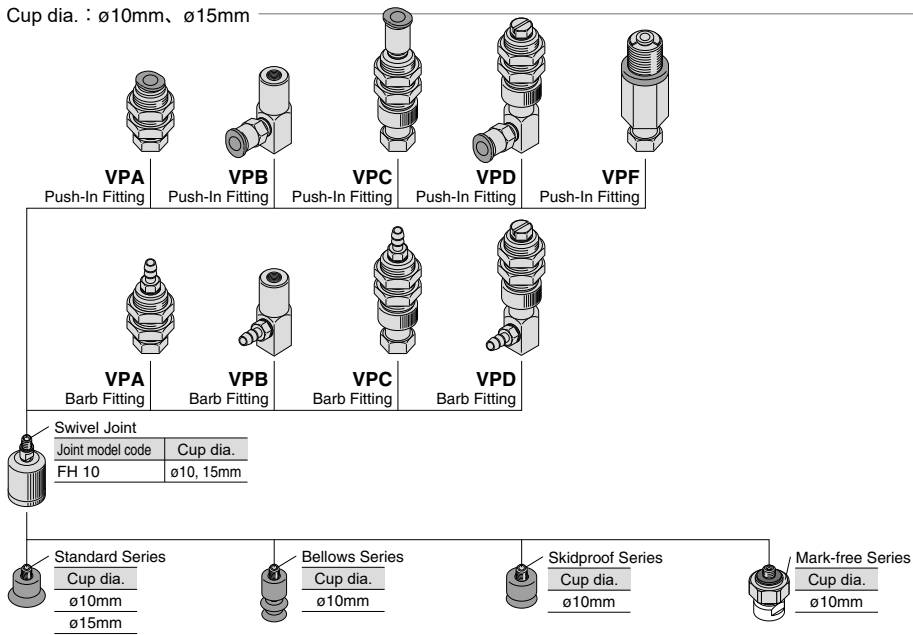 Cup dia.：ø10mm、ø15mm
VPA
Push-In Fitting
VPB
Push-In Fitting
VPC
Push-In Fitting
VPD
Push-In Fitting
VPF
Push-In Fitting
VPA
Barb Fitting
VPB
Barb Fitting
VPC
Barb Fitting
VPD
Barb Fitting
Swivel Joint
Joint model code Cup dia.
FH 10 ø10, 15mm
Standard Series
Cup dia.
ø10mm
ø15mm
Bellows Series
Cup dia.
ø10mm
Skidproof Series
Cup dia.
ø10mm
Mark-free Series
Cup dia.
ø10mm